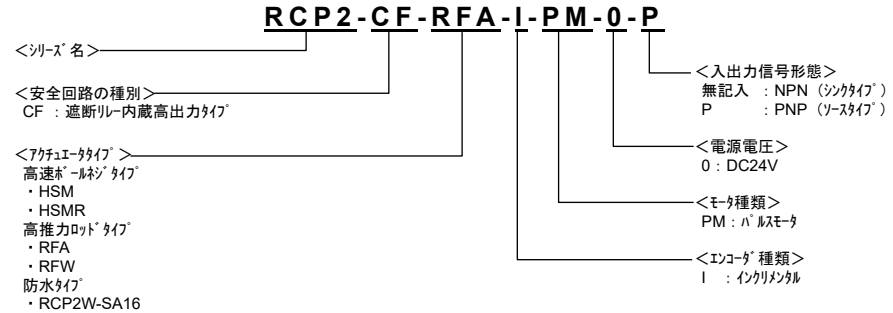 RCP2-CF-RFA-I-PM-0-P
＜ｼﾘｰｽﾞ名＞
＜安全回路の種別＞
CF ：遮断ﾘﾚｰ内蔵高出力ﾀｲﾌﾟ
＜ｱｸﾁｭｴｰﾀﾀｲﾌﾟ＞
高速ﾎﾞｰﾙﾈｼﾞﾀｲﾌﾟ
・HSM
・HSMR
高推力ﾛｯﾄﾞﾀｲﾌﾟ
・RFA
・RFW
防水ﾀｲﾌﾟ
・RCP2W-SA16
＜入出力信号形態＞
無記入 ：NPN（ｼﾝｸﾀｲﾌﾟ）
P ：PNP（ｿｰｽﾀｲﾌﾟ）
＜電源電圧＞
0：DC24V
＜ﾓｰﾀ種類＞
PM：ﾊﾟﾙｽﾓｰﾀ
＜ｴﾝｺｰﾀﾞ種類＞
I ：ｲﾝｸﾘﾒﾝﾀﾙ